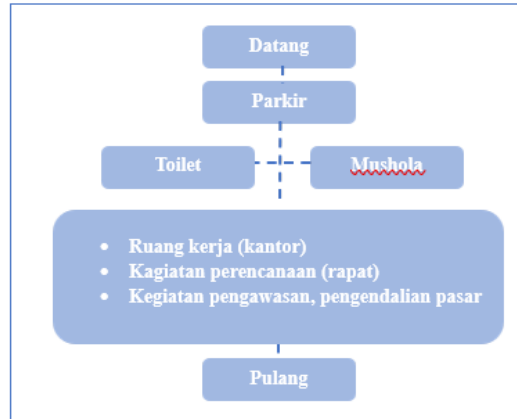 Datang
Parkir
Toilet
Mushola
• Ruang kerja (kantor)
• Kagiatan perencanaan (rapat)
• Kegiatan pengawasan, pengendalian pasar
Pulang